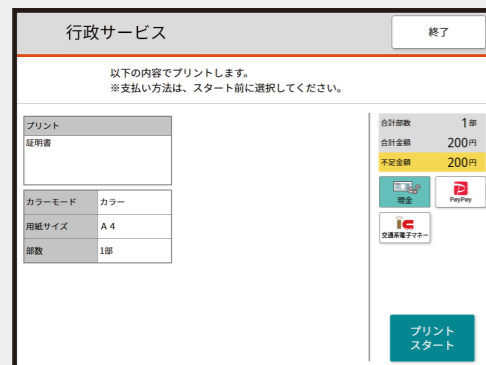 行政サービス
終了
以下の内容でプリントします。
※支払い方法は、スタート前に選択してください。
プリント
証明書
カラーモード カラー
用紙サイズ A 4
部数 1部
合計部数 1部
合計金額 200円
不足金額 200円
現金
PayPay
交通系電子マネー
プリント
スタート